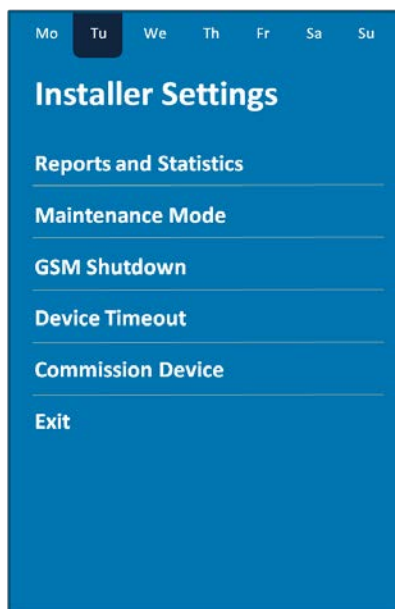 Mo Tu We Th Fr Sa Su
Installer Settings
Reports and Statistics
Maintenance Mode
GSM Shutdown
Device Timeout
Commission Device
Exit